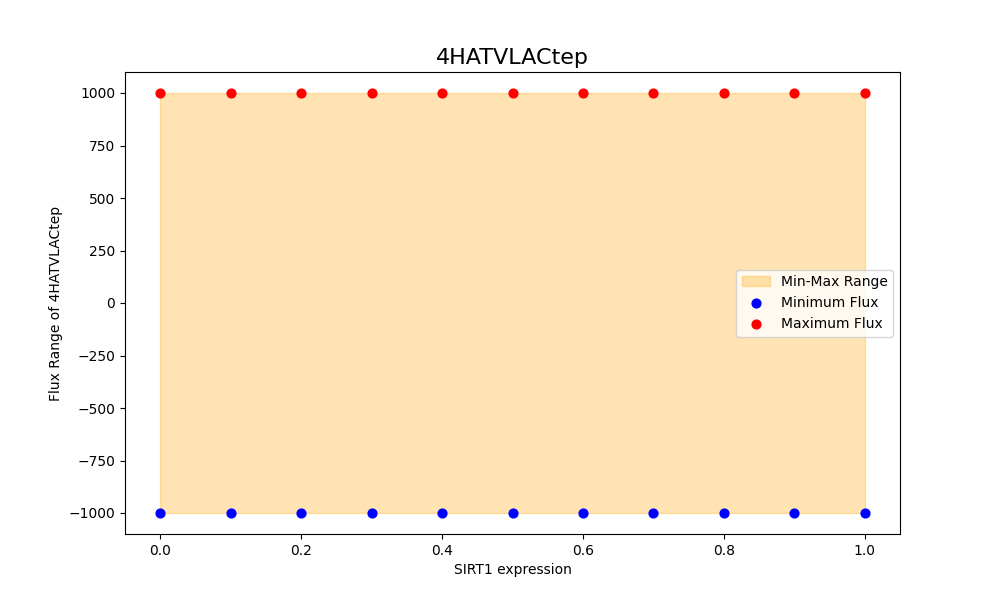 4HATVLACtep
Flux Range of 4HATVLACtep
1000
750
500
250
0
−250
−500
−750
−1000
Min-Max Range
Minimum Flux
Maximum Flux
0.0 0.2 0.4 0.6 0.8 1.0
SIRT1 expression